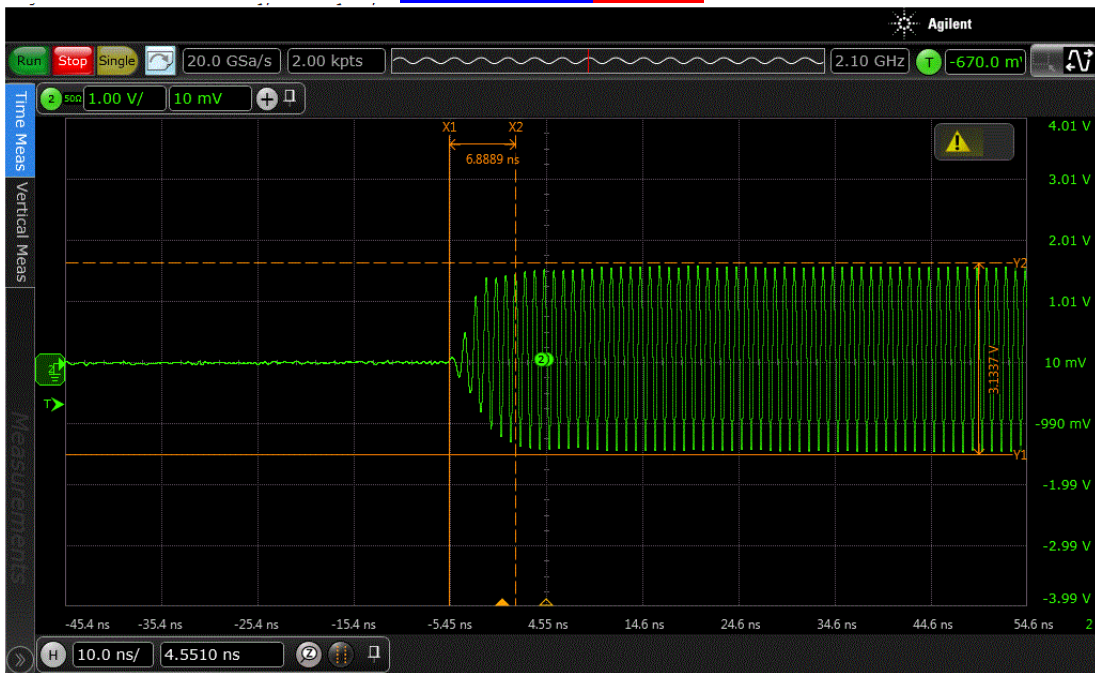 Agilent
Run Stop Single 20.0 GSa/s 2.00 kpts 2.10 GHz T -670.0 m
2 50Ω 1.00 V/ 10 mV +
Time Meas
Vertical Meas
Measurements
X1 X2
6.8889 ns
4.01 V
3.01 V
2.01 V
Y2
1.01 V
2 2 10 mV
3.1337 V
T
-990 mV
Y1
-1.99 V
-2.99 V
-3.99 V
-45.4 ns -35.4 ns -25.4 ns -15.4 ns -5.45 ns 4.55 ns 14.6 ns 24.6 ns 34.6 ns 44.6 ns 54.6 ns 2
H 10.0 ns/ 4.5510 ns Z